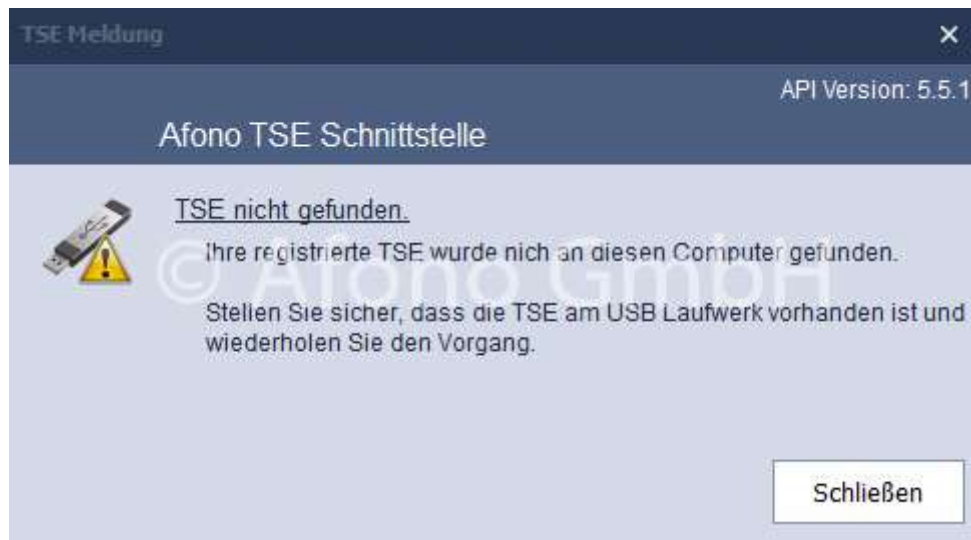 TSE Meldung
API Version: 5.5.1
Afono TSE Schnittstelle
TSE nicht gefunden.
Ihre registrierte TSE wurde nich an diesen Computer gefunden.
© Afono GmbH
Stellen Sie sicher, dass die TSE am USB Laufwerk vorhanden ist und
wiederholen Sie den Vorgang.
Schließen